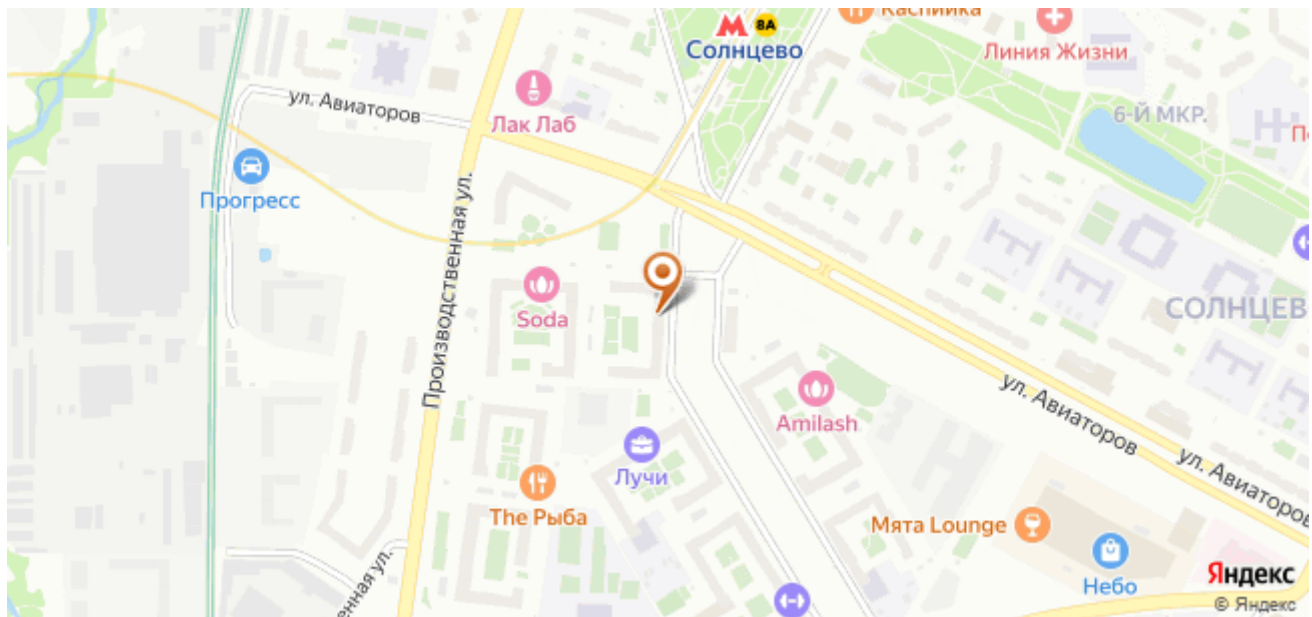 Каспийка
М 8А
Солнцево
Линия Жизни
ул. Авиаторов
Лак Лаб
6-Й МКР.
Прогресс
Производственная ул.
Soda
СОЛНЦЕВ
ул. Авиаторов
Amilash
Лучи
ул. Авиаторов
The Рыба
Мята Lounge
Небо
Яндекс
енная ул.
© Яндекс